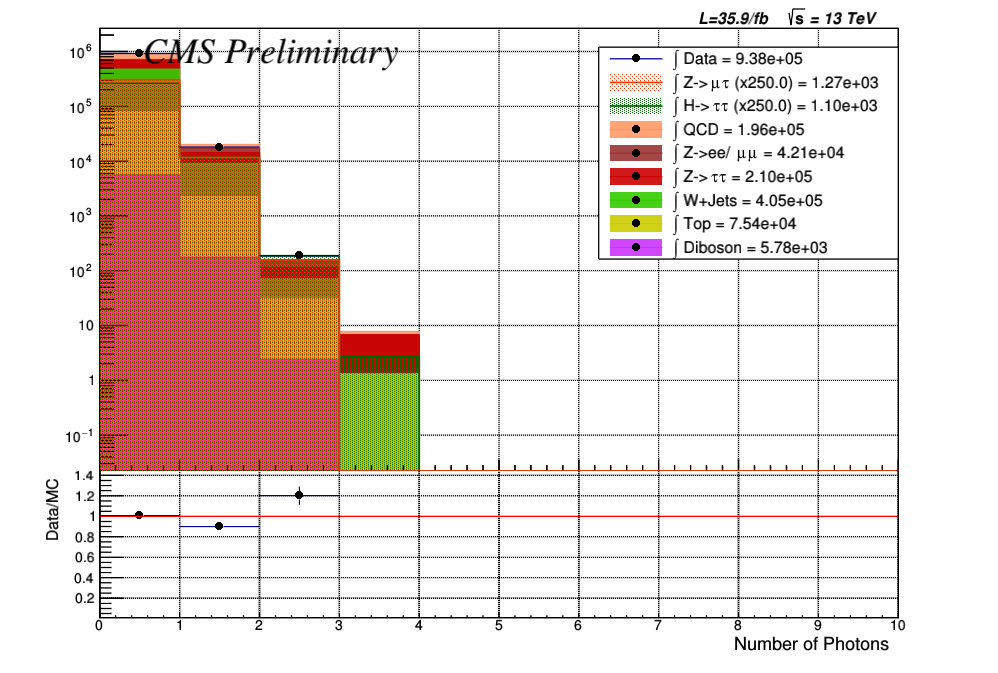 L=35.9/fb √s = 13 TeV
CMS Preliminary
∫ Data = 9.38e+05
∫ Z->μτ (x250.0) = 1.27e+03
∫ H->ττ (x250.0) = 1.10e+03
∫ QCD = 1.96e+05
∫ Z->ee/ μμ = 4.21e+04
∫ Z->ττ = 2.10e+05
∫ W+Jets = 4.05e+05
∫ Top = 7.54e+04
∫ Diboson = 5.78e+03
10⁶
10⁵
10⁴
10³
10²
10
1
10⁻¹
Data/MC
1.4
1.2
1
0.8
0.6
0.4
0.2
0 1 2 3 4 5 6 7 8 9 10
Number of Photons